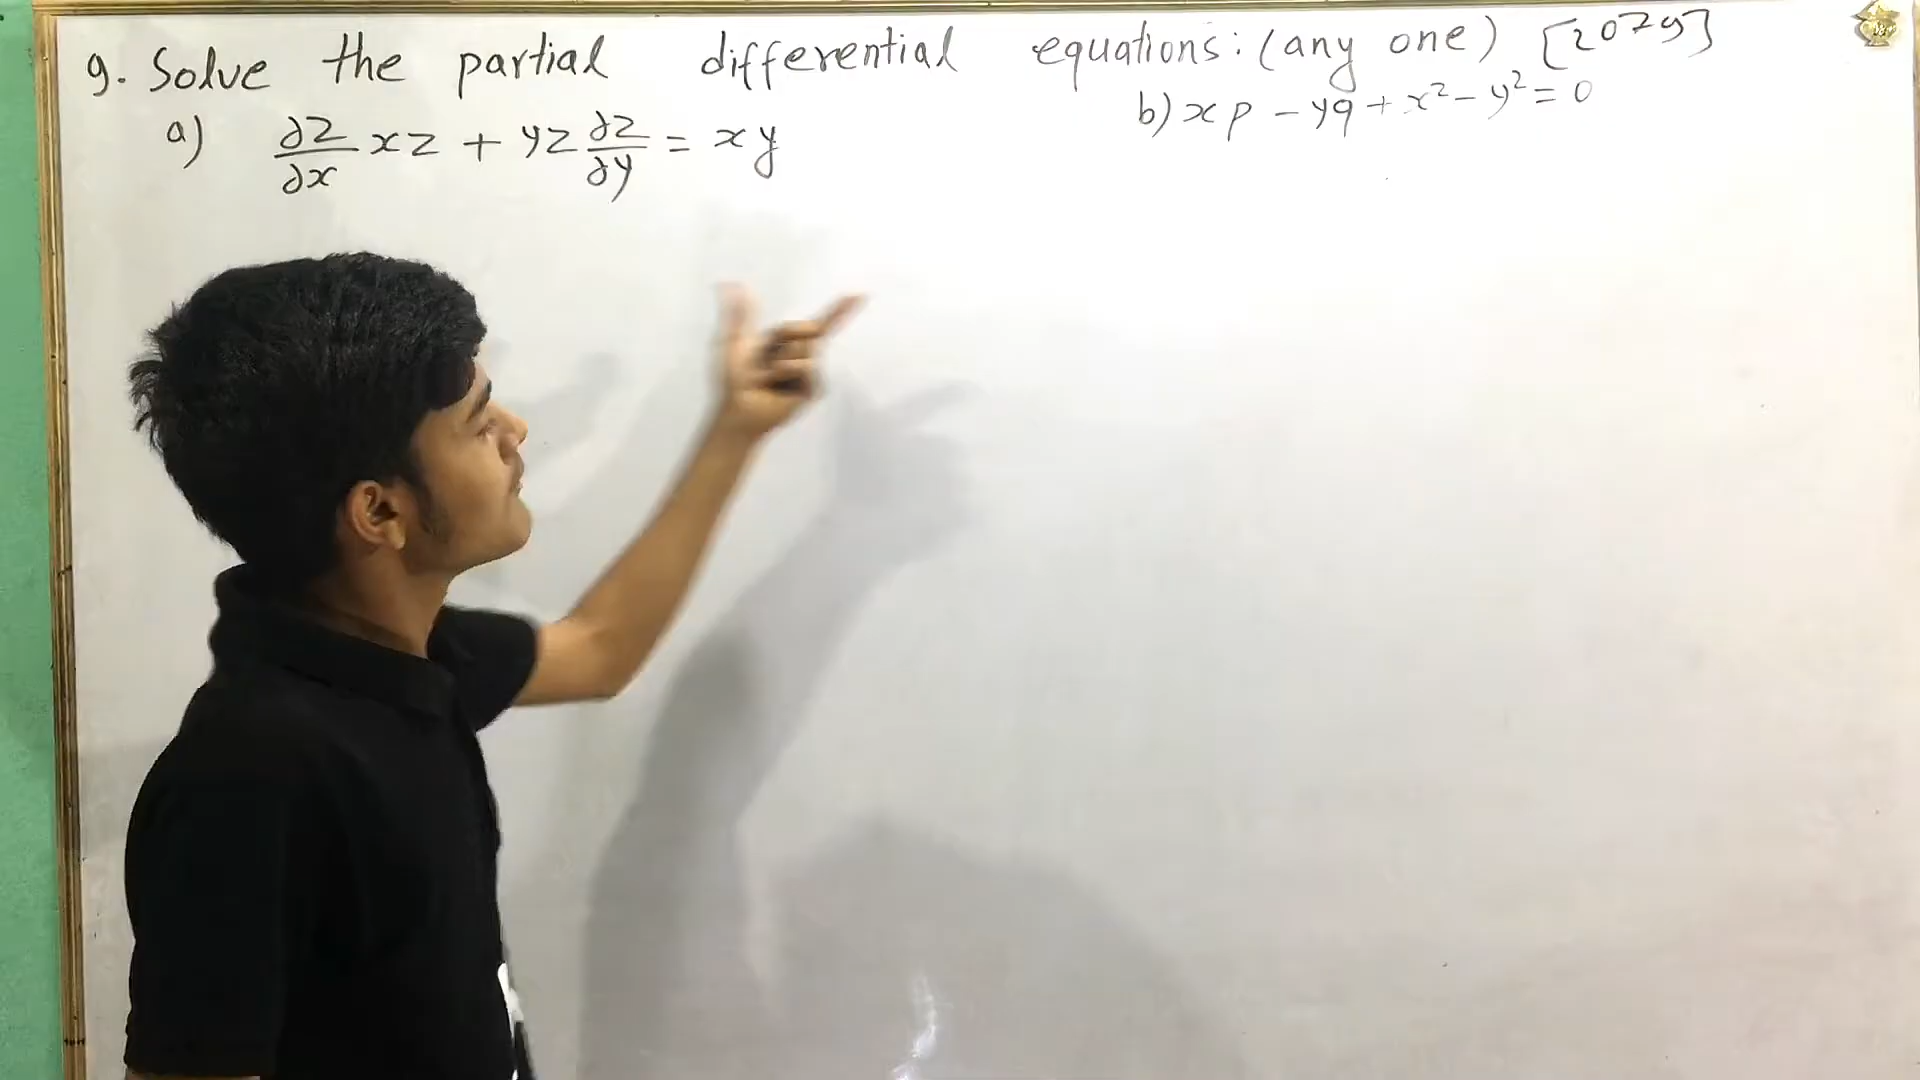 9. Solve the partial differential equations: (any one) [2079]
a) ∂z/∂x xz + yz ∂z/∂y = xy
b) xp - yq + x² - y² = 0